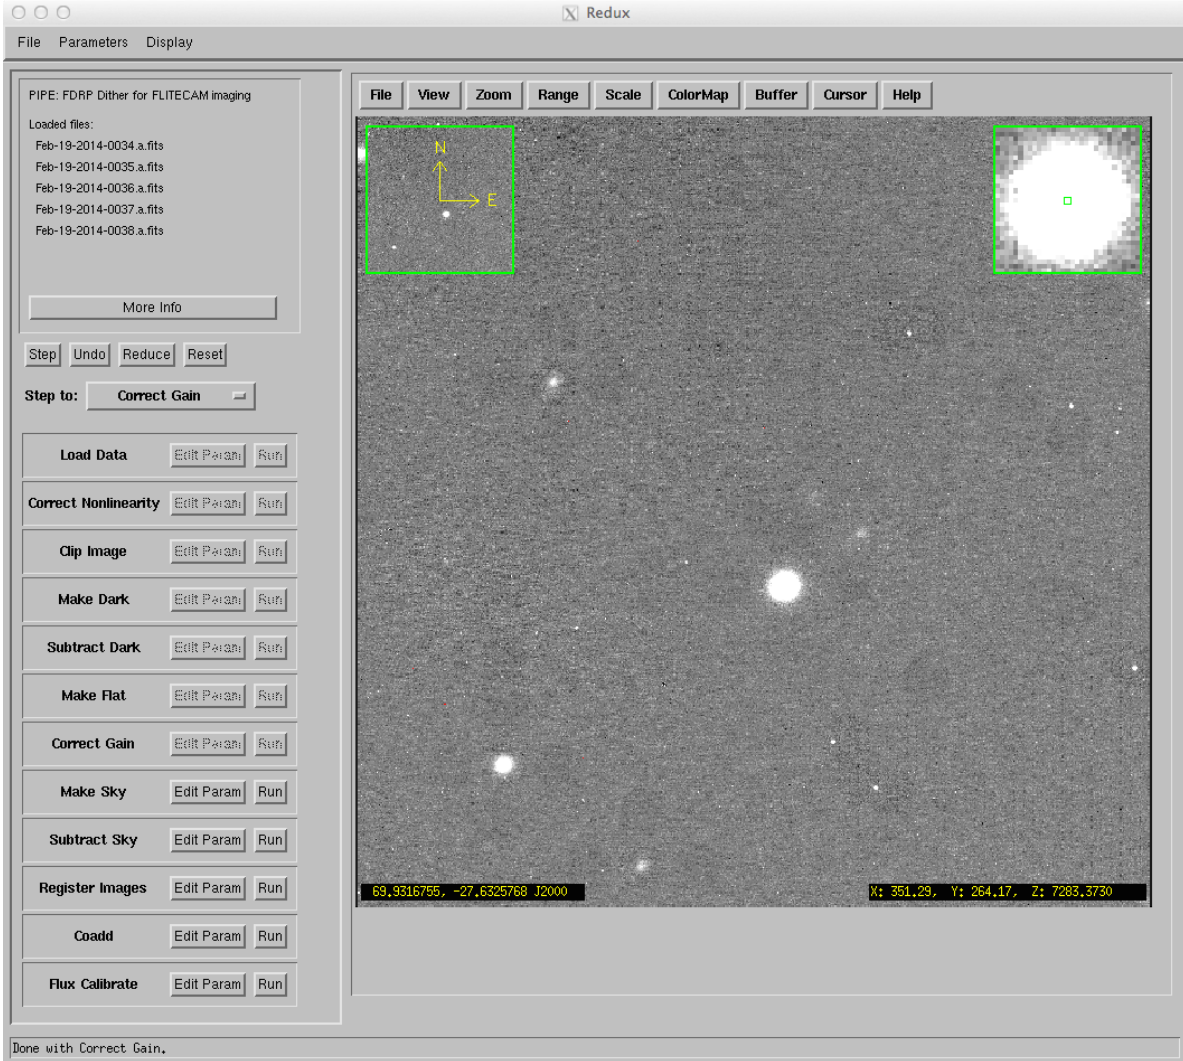 Redux
File Parameters Display
PIPE: FDRP Dither for FLITECAM imaging
Loaded files:
Feb-19-2014-0034.a.fits
Feb-19-2014-0035.a.fits
Feb-19-2014-0036.a.fits
Feb-19-2014-0037.a.fits
Feb-19-2014-0038.a.fits
More Info
Step Undo Reduce Reset
Step to: Correct Gain
Load Data Edit Param Run
Correct Nonlinearity Edit Param Run
Clip Image Edit Param Run
Make Dark Edit Param Run
Subtract Dark Edit Param Run
Make Flat Edit Param Run
Correct Gain Edit Param Run
Make Sky Edit Param Run
Subtract Sky Edit Param Run
Register Images Edit Param Run
Coadd Edit Param Run
Flux Calibrate Edit Param Run
File View Zoom Range Scale ColorMap Buffer Cursor Help
N
E
69.9316755, -27.6325768 J2000
X: 351.29, Y: 264.17, Z: 7283.3730
Done with Correct Gain.